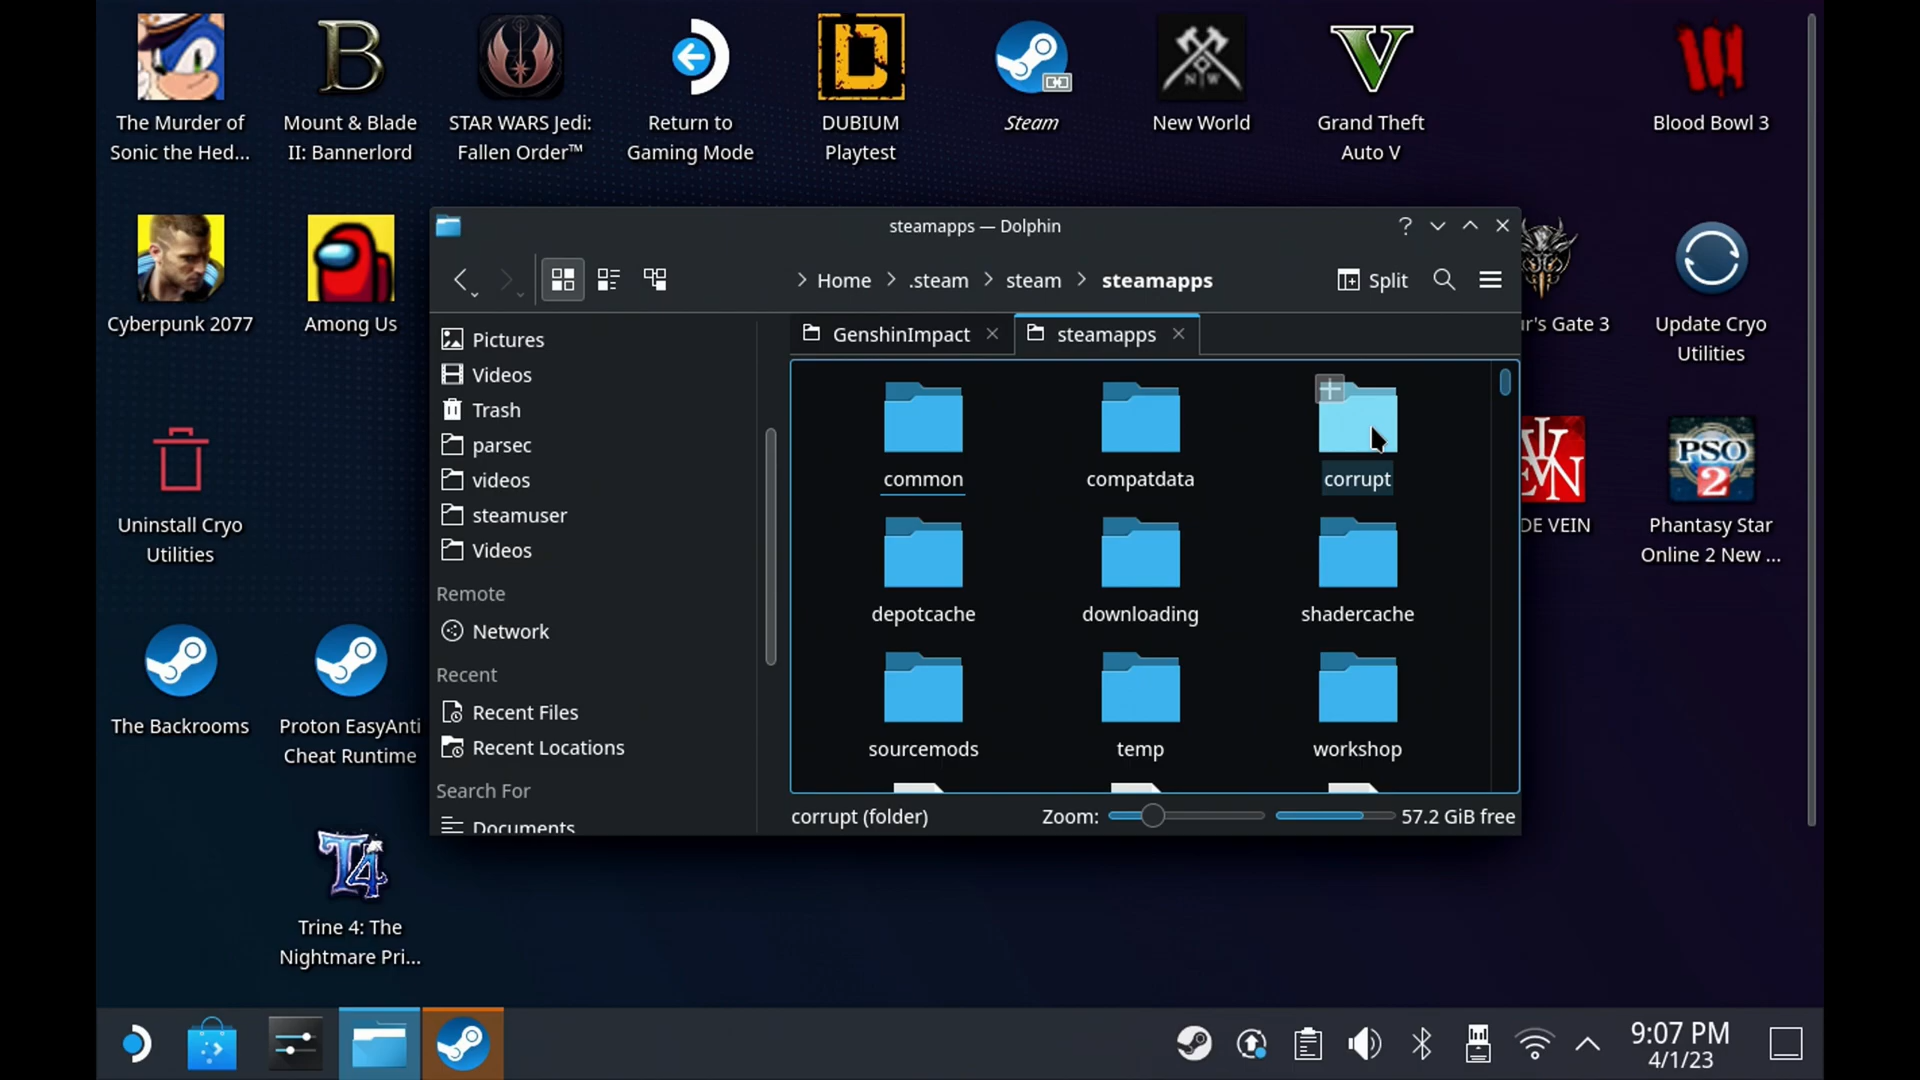 The Murder of
Sonic the Hed...
Mount & Blade
II: Bannerlord
STAR WARS Jedi:
Fallen Order™
Return to
Gaming Mode
D
DUBIUM
Playtest
Steam
N W
New World
V
Grand Theft
Auto V
Blood Bowl 3
B
Cyberpunk 2077
Among Us
ur's Gate 3
Update Cryo
Utilities
steamapps — Dolphin
Home
.steam
steam
steamapps
Split
GenshinImpact
steamapps
Pictures
Videos
Trash
parsec
videos
steamuser
Videos
Remote
Network
Recent
Recent Files
Recent Locations
Search For
Documents
common
compatdata
corrupt
depotcache
downloading
shadercache
sourcemods
temp
workshop
corrupt (folder)
Zoom:
57.2 GiB free
Uninstall Cryo
Utilities
VEIN
DE VEIN
PSO
2
Phantasy Star
Online 2 New ...
The Backrooms
Proton EasyAnti
Cheat Runtime
T4
Trine 4: The
Nightmare Pri...
9:07 PM
4/1/23